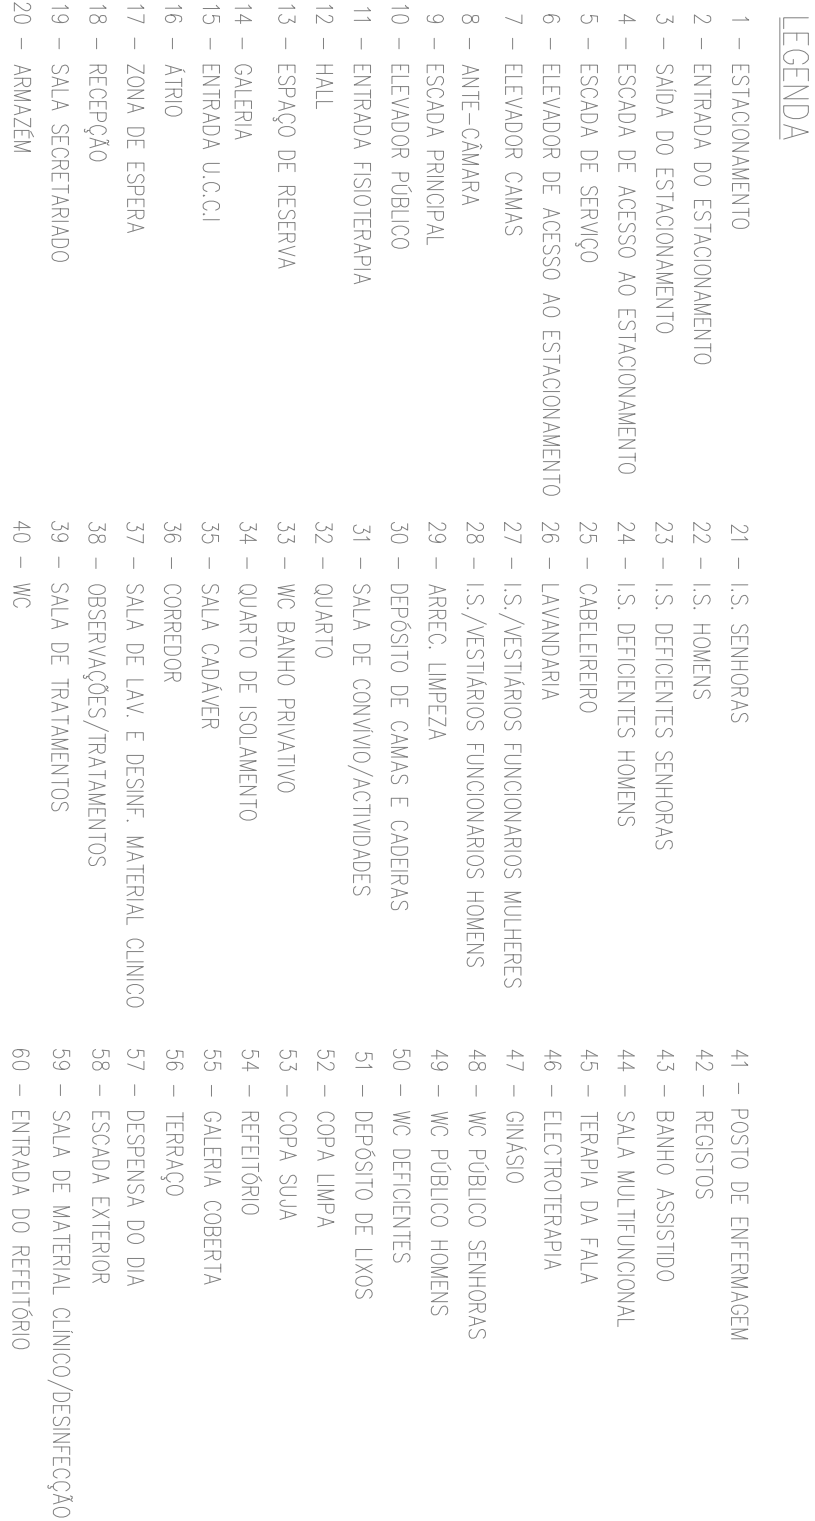 LEGENDA
1 - ESTACIONAMENTO
2 - ENTRADA DO ESTACIONAMENTO
3 - SAÍDA DO ESTACIONAMENTO
4 - ESCADA DE ACESSO AO ESTACIONAMENTO
5 - ESCADA DE SERVIÇO
6 - ELEVADOR DE ACESSO AO ESTACIONAMENTO
7 - ELEVADOR CAMAS
8 - ANTE-CÂMARA
9 - ESCADA PRINCIPAL
10 - ELEVADOR PÚBLICO
11 - ENTRADA FISIOTERAPIA
12 - HALL
13 - ESPAÇO DE RESERVA
14 - GALERIA
15 - ENTRADA U.C.C.I
16 - ÁTRIO
17 - ZONA DE ESPERA
18 - RECEPÇÃO
19 - SALA SECRETARIADO
20 - ARMAZÉM
21 - I.S. SENHORAS
22 - I.S. HOMENS
23 - I.S. DEFICIENTES SENHORAS
24 - I.S. DEFICIENTES HOMENS
25 - CABELEIREIRO
26 - LAVANDARIA
27 - I.S./VESTIÁRIOS FUNCIONARIOS MULHERES
28 - I.S./VESTIÁRIOS FUNCIONARIOS HOMENS
29 - ARREC. LIMPEZA
30 - DEPÓSITO DE CAMAS E CADEIRAS
31 - SALA DE CONVÍVIO/ACTIVIDADES
32 - QUARTO
33 - WC BANHO PRIVATIVO
34 - QUARTO DE ISOLAMENTO
35 - SALA CADÁVER
36 - CORREDOR
37 - SALA DE LAV. E DESINF. MATERIAL CLINICO
38 - OBSERVAÇÕES/TRATAMENTOS
39 - SALA DE TRATAMENTOS
40 - WC
41 - POSTO DE ENFERMAGEM
42 - REGISTOS
43 - BANHO ASSISTIDO
44 - SALA MULTIFUNCIONAL
45 - TERAPIA DA FALA
46 - ELECTROTERAPIA
47 - GINÁSIO
48 - WC PÚBLICO SENHORAS
49 - WC PÚBLICO HOMENS
50 - WC DEFICIENTES
51 - DEPÓSITO DE LIXOS
52 - COPA LIMPA
53 - COPA SUJA
54 - REFEITÓRIO
55 - GALERIA COBERTA
56 - TERRAÇO
57 - DESPENSA DO DIA
58 - ESCADA EXTERIOR
59 - SALA DE MATERIAL CLÍNICO/DESINFECÇÃO
60 - ENTRADA DO REFEITÓRIO